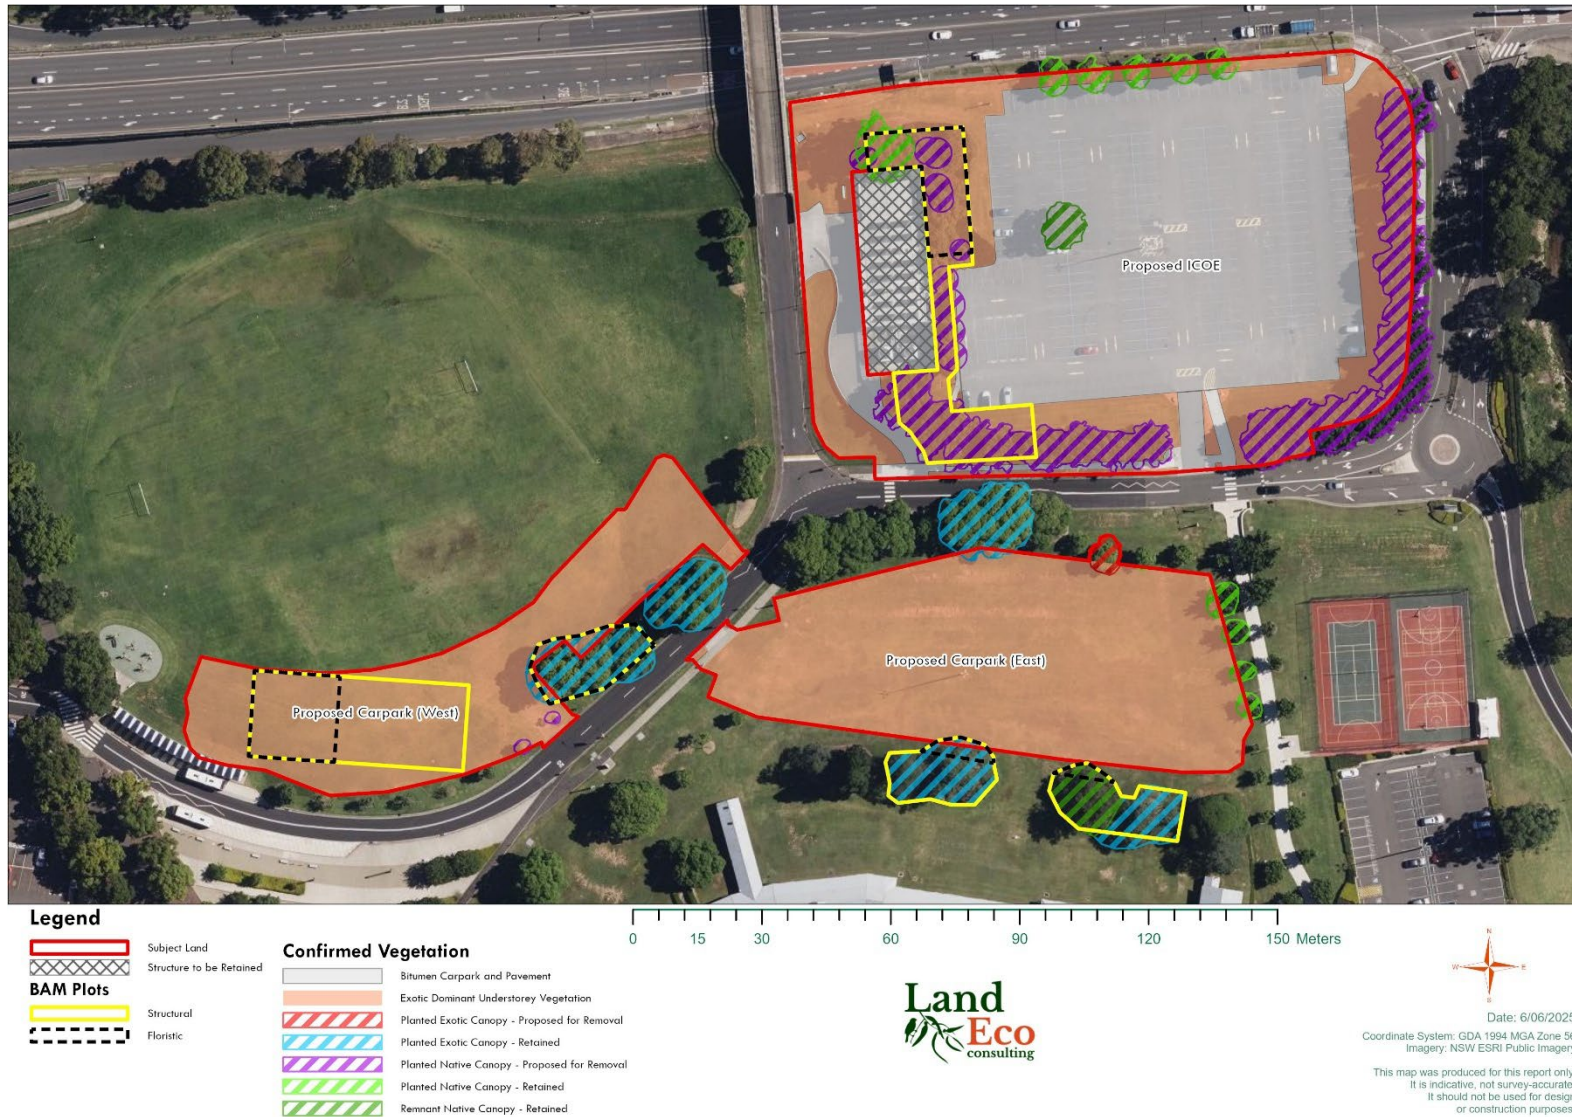 Proposed ICOE
Proposed Carpark (East)
Proposed Carpark (West)
Legend
Subject Land
Structure to be Retained
BAM Plots
Structural
Floristic
Confirmed Vegetation
Bitumen Carpark and Pavement
Exotic Dominant Understorey Vegetation
Planted Exotic Canopy - Proposed for Removal
Planted Exotic Canopy - Retained
Planted Native Canopy - Proposed for Removal
Planted Native Canopy - Retained
Remnant Native Canopy - Retained
0 15 30 60 90 120 150 Meters
Land
Eco
consulting
N
W E
S
Date: 6/06/2025
Coordinate System: GDA 1994 MGA Zone 56
Imagery: NSW ESRI Public Imagery
This map was produced for this report only.
It is indicative, not survey-accurate.
It should not be used for design
or construction purposes.